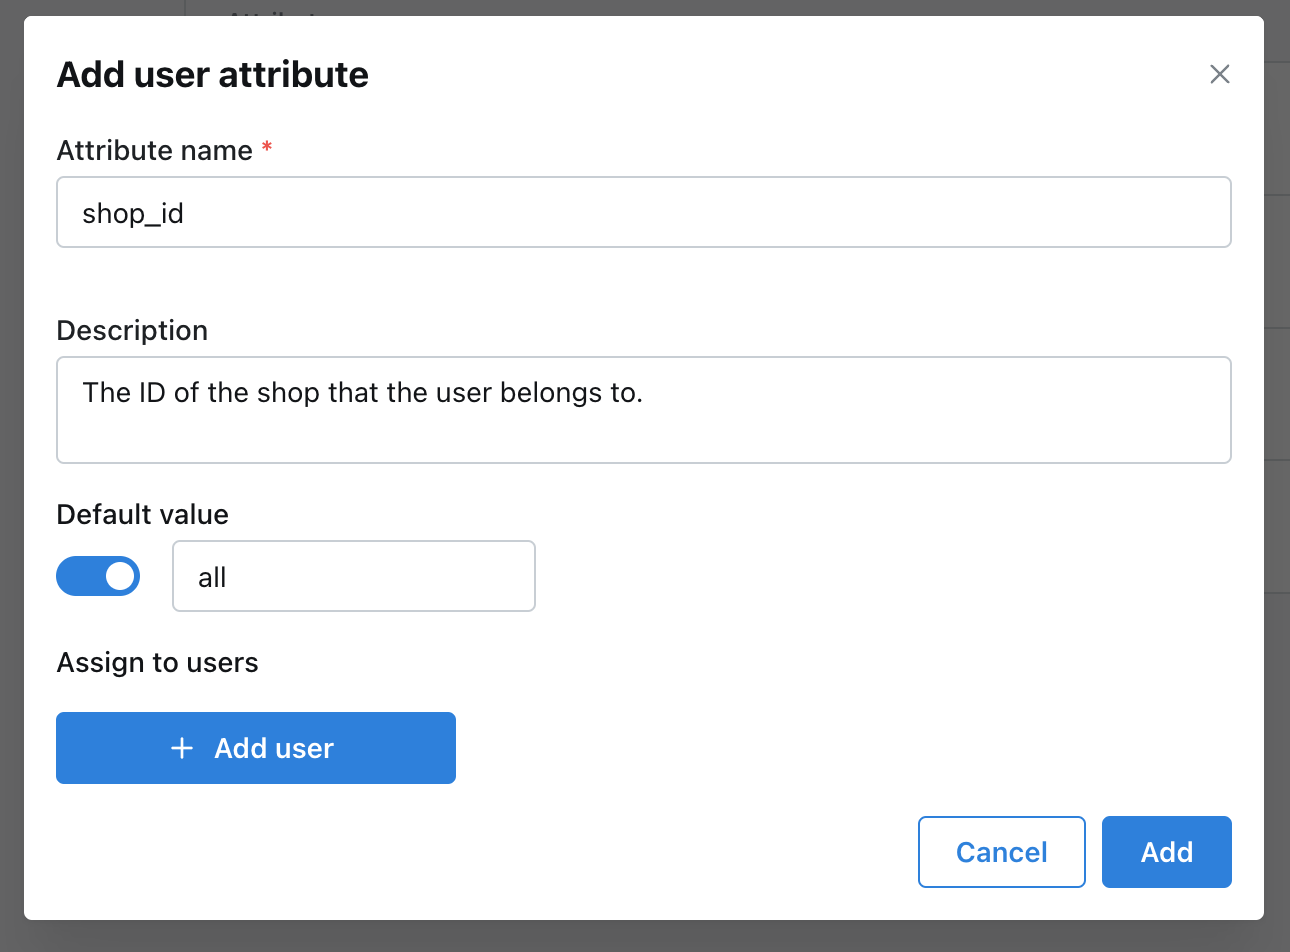 Add user attribute
Attribute name *
shop_id
Description
The ID of the shop that the user belongs to.
Default value
all
Assign to users
+ Add user
Cancel
Add